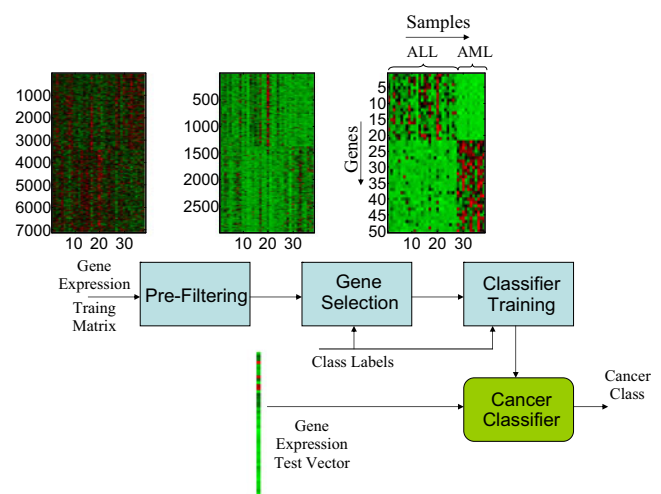 Samples
ALL AML
1000
2000
3000
4000
5000
6000
7000
10 20 30
500
1000
1500
2000
2500
10 20 30
Genes
5
10
15
20
25
30
35
40
45
50
10 20 30
Gene
Expression
Traing
Matrix
Pre-Filtering
Gene
Selection
Classifier
Training
Class Labels
Gene
Expression
Test Vector
Cancer
Classifier
Cancer
Class